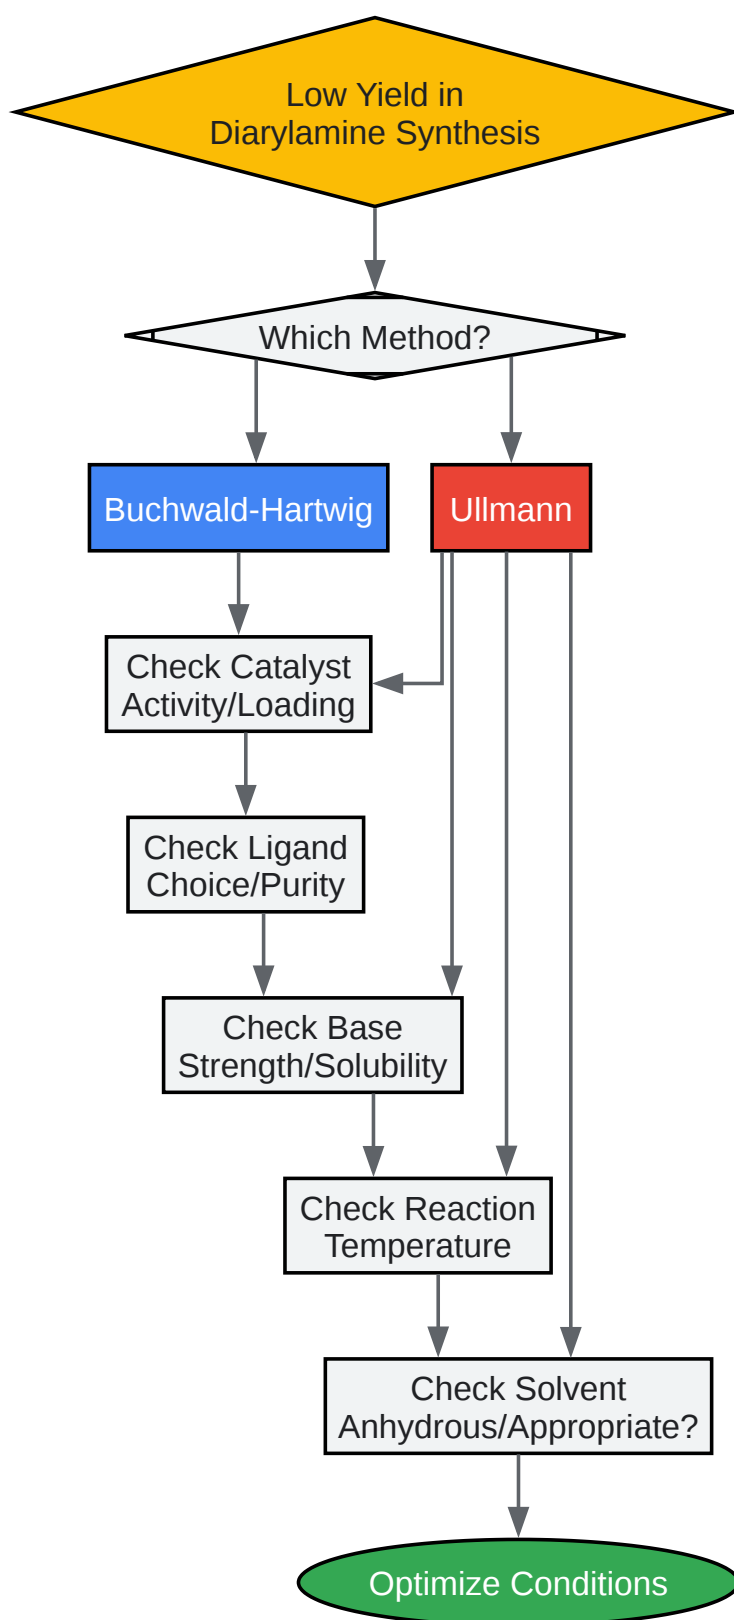 Low Yield in
Diarylamine Synthesis
Which Method?
Buchwald-Hartwig
Ullmann
Check Catalyst
Activity/Loading
Check Ligand
Choice/Purity
Check Base
Strength/Solubility
Check Reaction
Temperature
Check Solvent
Anhydrous/Appropriate?
Optimize Conditions